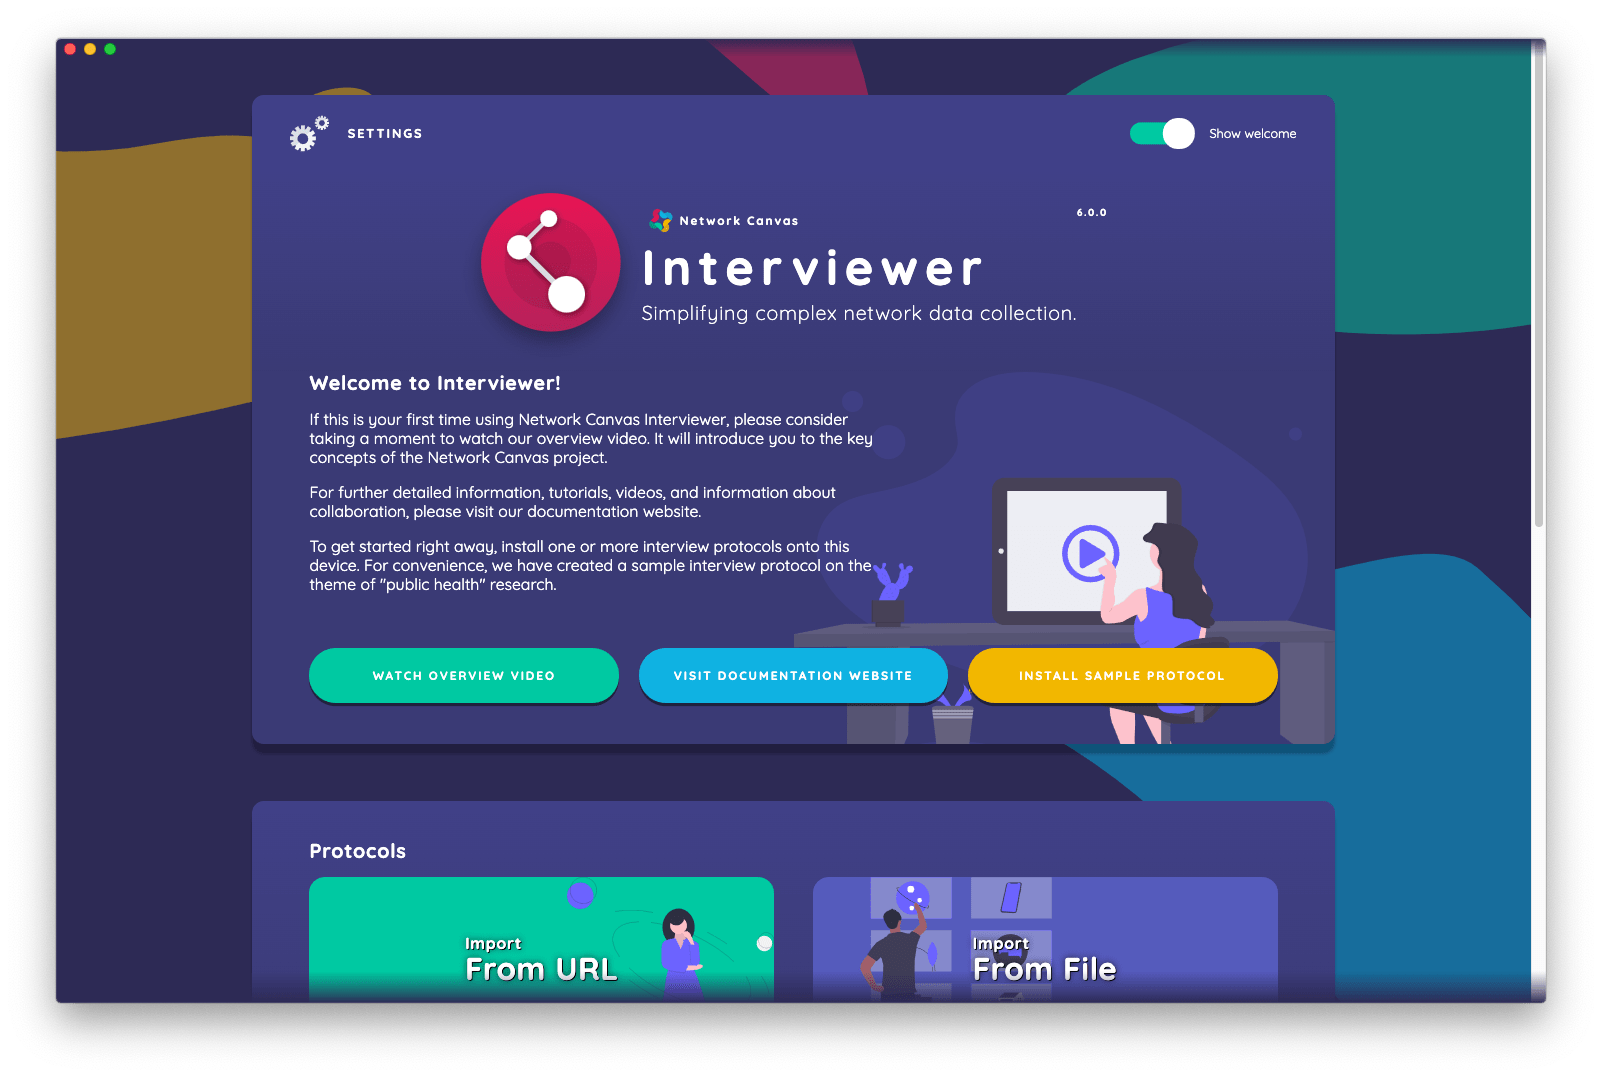 SETTINGS
Show welcome
Network Canvas
6.0.0
Interviewer
Simplifying complex network data collection.
Welcome to Interviewer!
If this is your first time using Network Canvas Interviewer, please consider
taking a moment to watch our overview video. It will introduce you to the key
concepts of the Network Canvas project.
For further detailed information, tutorials, videos, and information about
collaboration, please visit our documentation website.
To get started right away, install one or more interview protocols onto this
device. For convenience, we have created a sample interview protocol on the
theme of "public health" research.
WATCH OVERVIEW VIDEO
VISIT DOCUMENTATION WEBSITE
INSTALL SAMPLE PROTOCOL
Protocols
Import
From URL
Import
From File